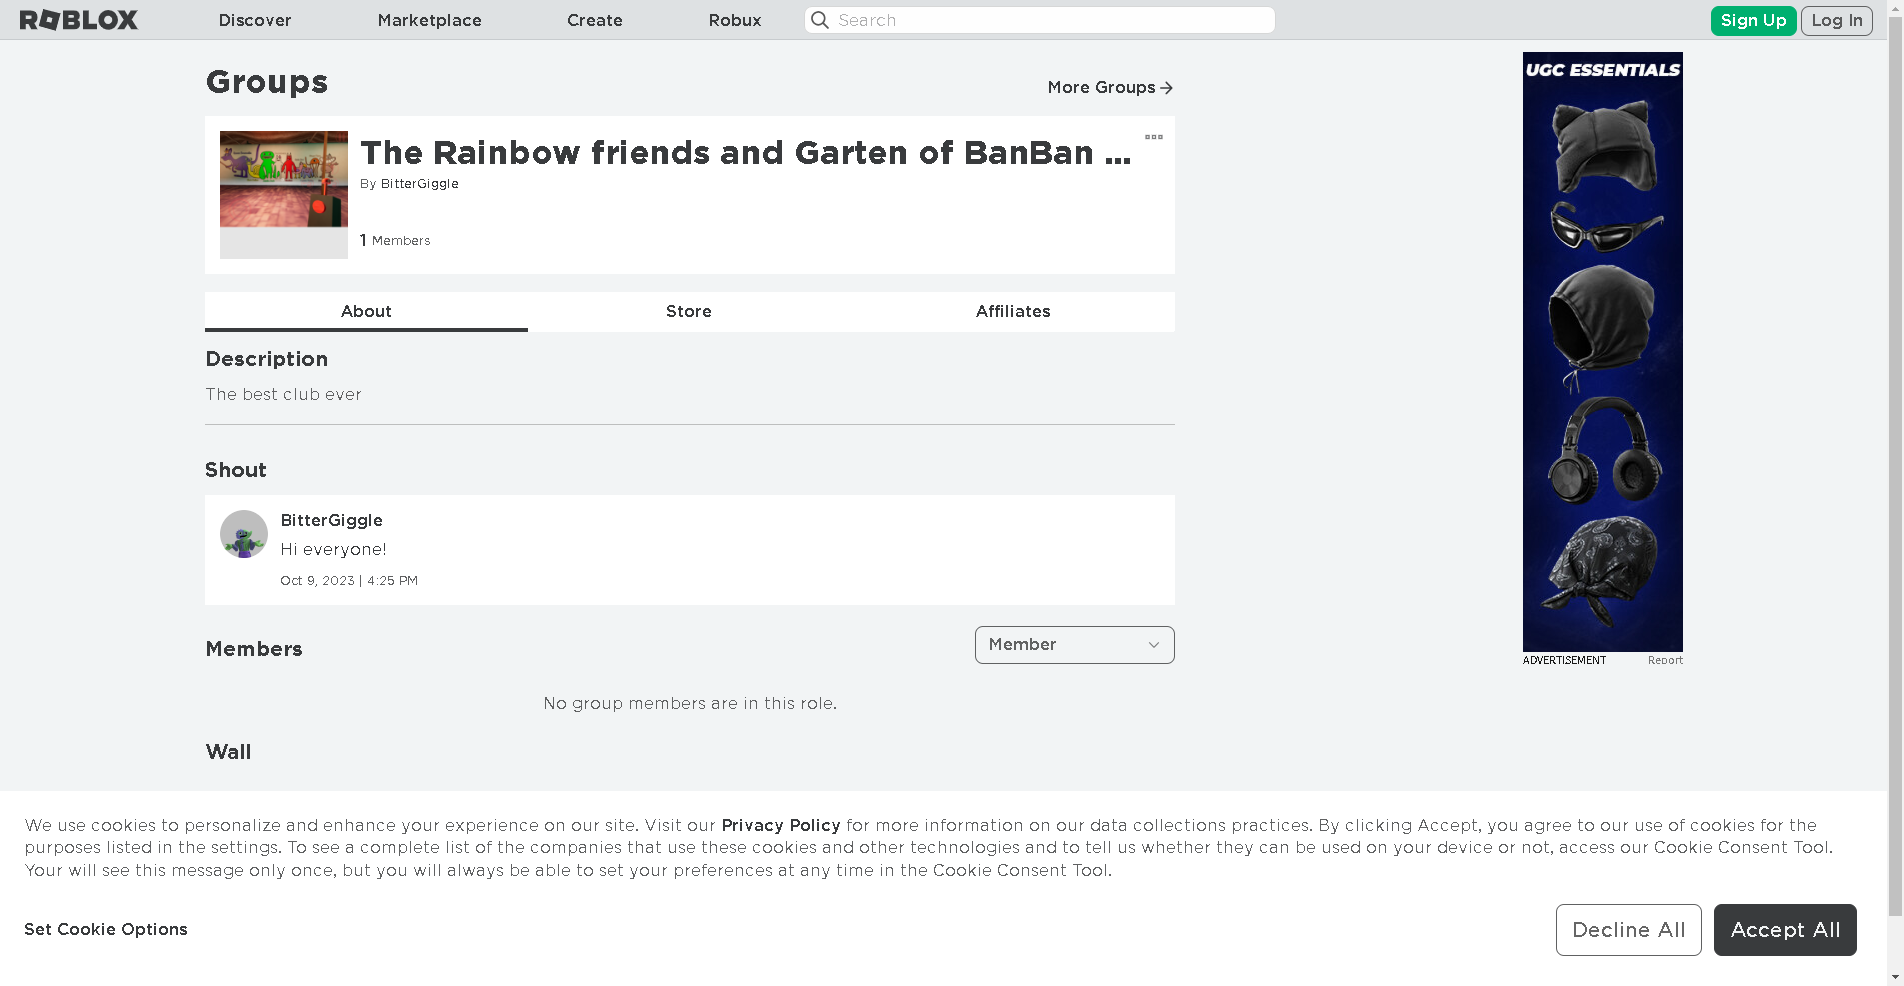 ROBLOX
Discover
Marketplace
Create
Robux
Search
Sign Up
Log In
Groups
More Groups
The Rainbow friends and Garten of BanBan ...
By BitterGiggle
1 Members
About
Store
Affiliates
Description
The best club ever
Shout
BitterGiggle
Hi everyone!
Oct 9, 2023 | 4:25 PM
Members
Member
No group members are in this role.
Wall
UGC ESSENTIALS
ADVERTISEMENT
Report
We use cookies to personalize and enhance your experience on our site. Visit our Privacy Policy for more information on our data collections practices. By clicking Accept, you agree to our use of cookies for the
purposes listed in the settings. To see a complete list of the companies that use these cookies and other technologies and to tell us whether they can be used on your device or not, access our Cookie Consent Tool.
Your will see this message only once, but you will always be able to set your preferences at any time in the Cookie Consent Tool.
Set Cookie Options
Decline All
Accept All